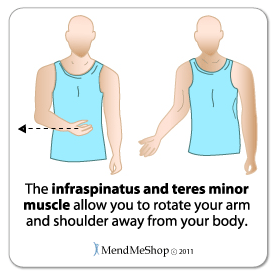 The infraspinatus and teres minor
muscle allow you to rotate your arm
and shoulder away from your body.
MendMeShop © 2011